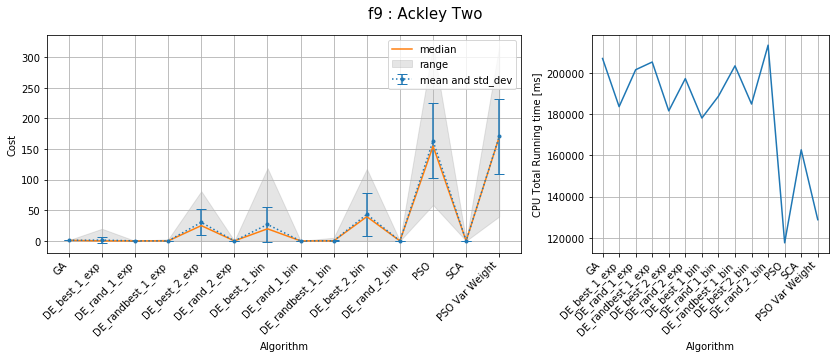 f9 : Ackley Two
median
range
mean and std_dev
Cost
300
250
200
150
100
50
0
GA
DE_best_1_exp
DE_rand_1_exp
DE_randbest_1_exp
DE_best_2_exp
DE_rand_2_exp
DE_best_1_bin
DE_rand_1_bin
DE_randbest_1_bin
DE_best_2_bin
DE_rand_2_bin
PSO
SCA
PSO Var Weight
Algorithm
CPU Total Running time [ms]
200000
180000
160000
140000
120000
GA
DE_best_1_exp
DE_rand_1_exp
DE_randbest_1_exp
DE_best_2_exp
DE_rand_2_exp
DE_best_1_bin
DE_rand_1_bin
DE_randbest_1_bin
DE_best_2_bin
DE_rand_2_bin
PSO
SCA
PSO Var Weight
Algorithm